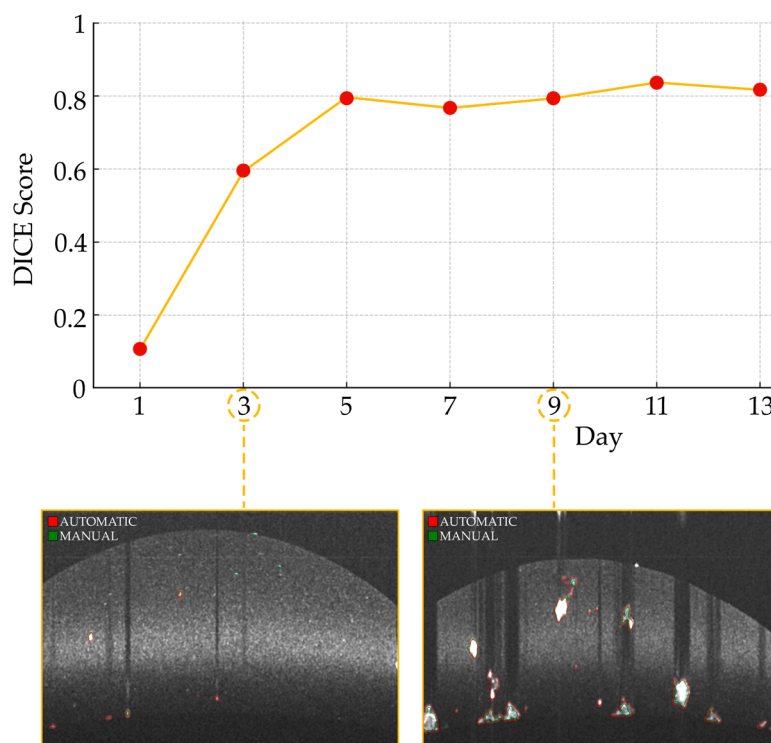 1
0.8
0.6
0.4
0.2
0
DICE Score
1 3 5 7 9 11 13
Day
AUTOMATIC
MANUAL
AUTOMATIC
MANUAL